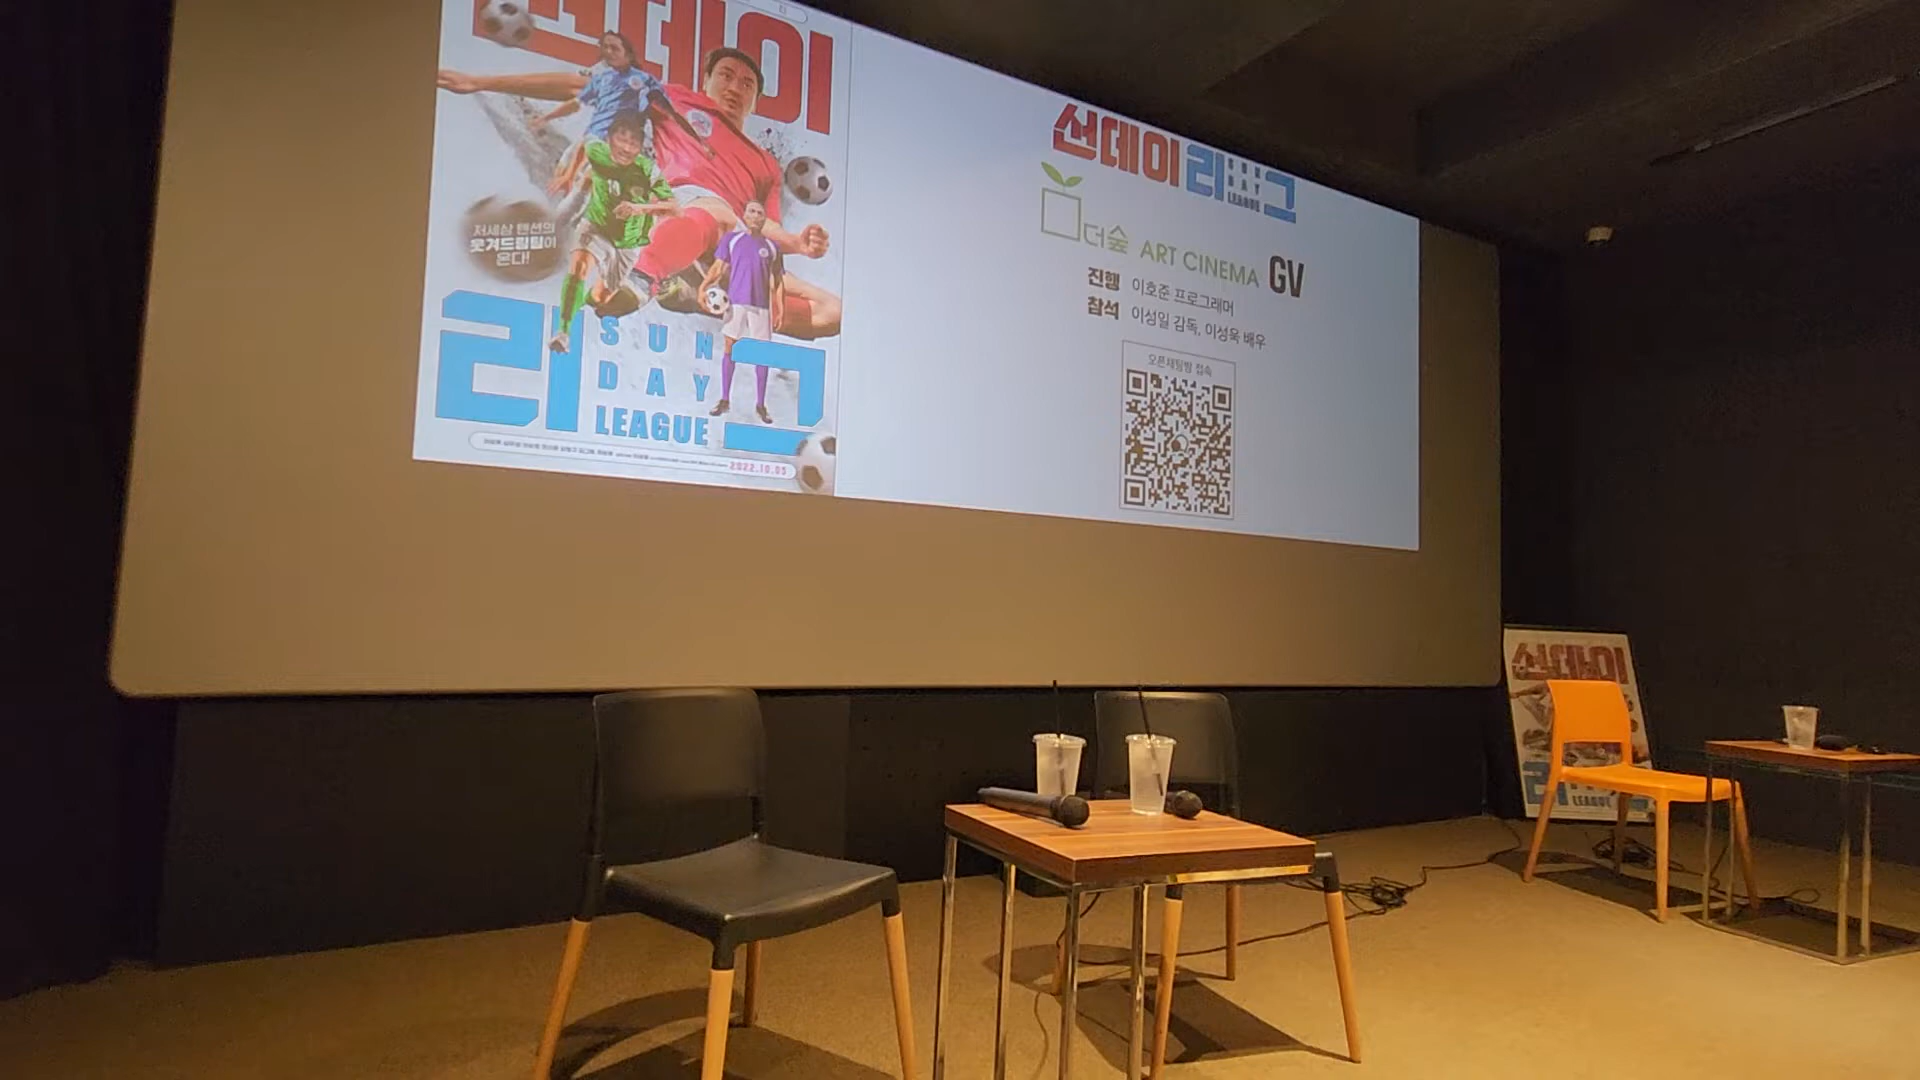 선데이
저세상 텐션의
웃겨드림팀이
온다!
리그
SUN
DAY
LEAGUE
2022.10.05
선데이 리그
SUN
DAY
LEAGUE
더숲 ART CINEMA GV
진행 이호준 프로그래머
참석 이성일 감독, 이성욱 배우
오픈채팅방 접속
선데이
LEAGUE